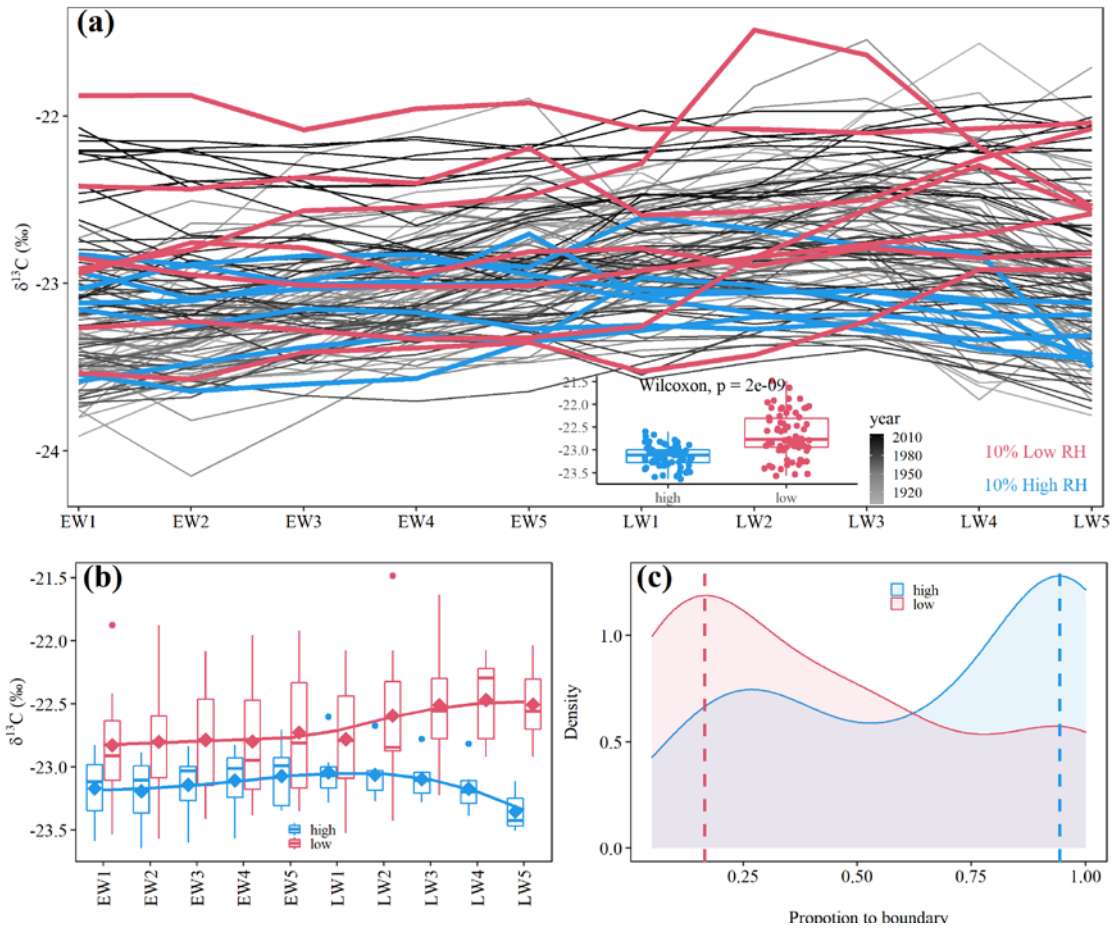 (a)
δ13C (‰)
-22
-23
-24
Wilcoxon, p = 2e-09
-21.5
-22.0
-22.5
-23.0
-23.5
high
low
year
2010
1980
1950
1920
10% Low RH
10% High RH
EW1 EW2 EW3 EW4 EW5 LW1 LW2 LW3 LW4 LW5
(b)
δ13C (‰)
-21.5
-22.0
-22.5
-23.0
-23.5
high
low
EW1 EW2 EW3 EW4 EW5 LW1 LW2 LW3 LW4 LW5
(c)
high
low
Density
1.0
0.5
0.0
0.25 0.50 0.75 1.00
Propotion to boundary